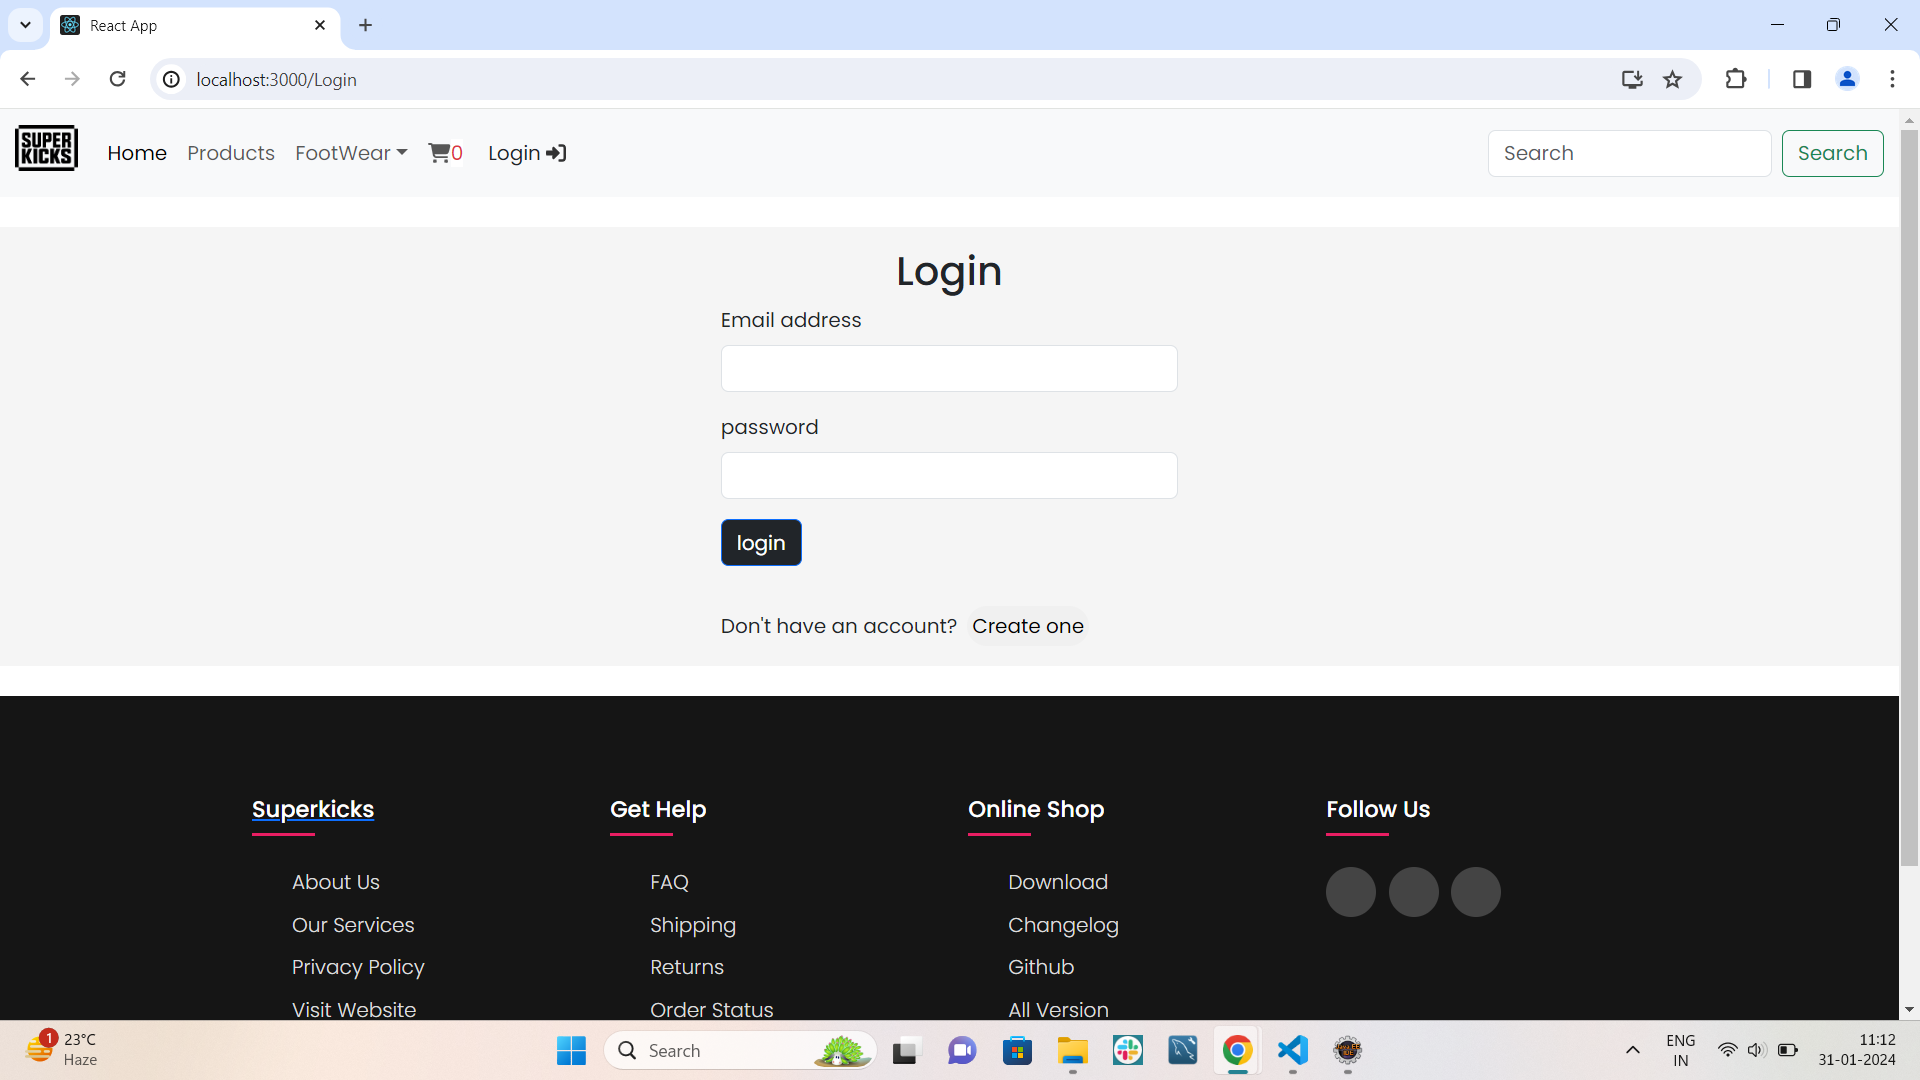 React App
localhost:3000/Login
SUPER
KICKS
Home Products FootWear 0 Login
Search Search
Login
Email address
password
login
Don't have an account? Create one
Superkicks Get Help Online Shop Follow Us
About Us FAQ Download
Our Services Shipping Changelog
Privacy Policy Returns Github
Visit Website Order Status All Version
1 23°C
Haze
Search
ENG
IN
11:12
31-01-2024